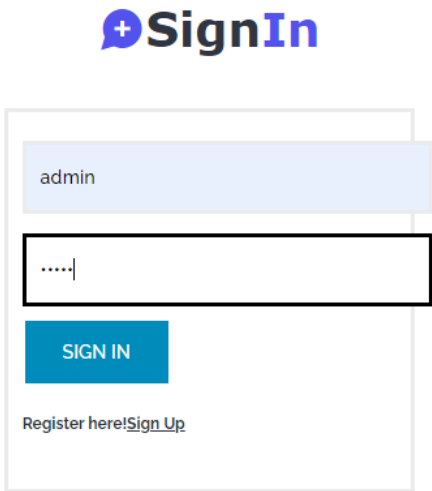 SignIn
admin
•••••
SIGN IN
Register here!Sign Up